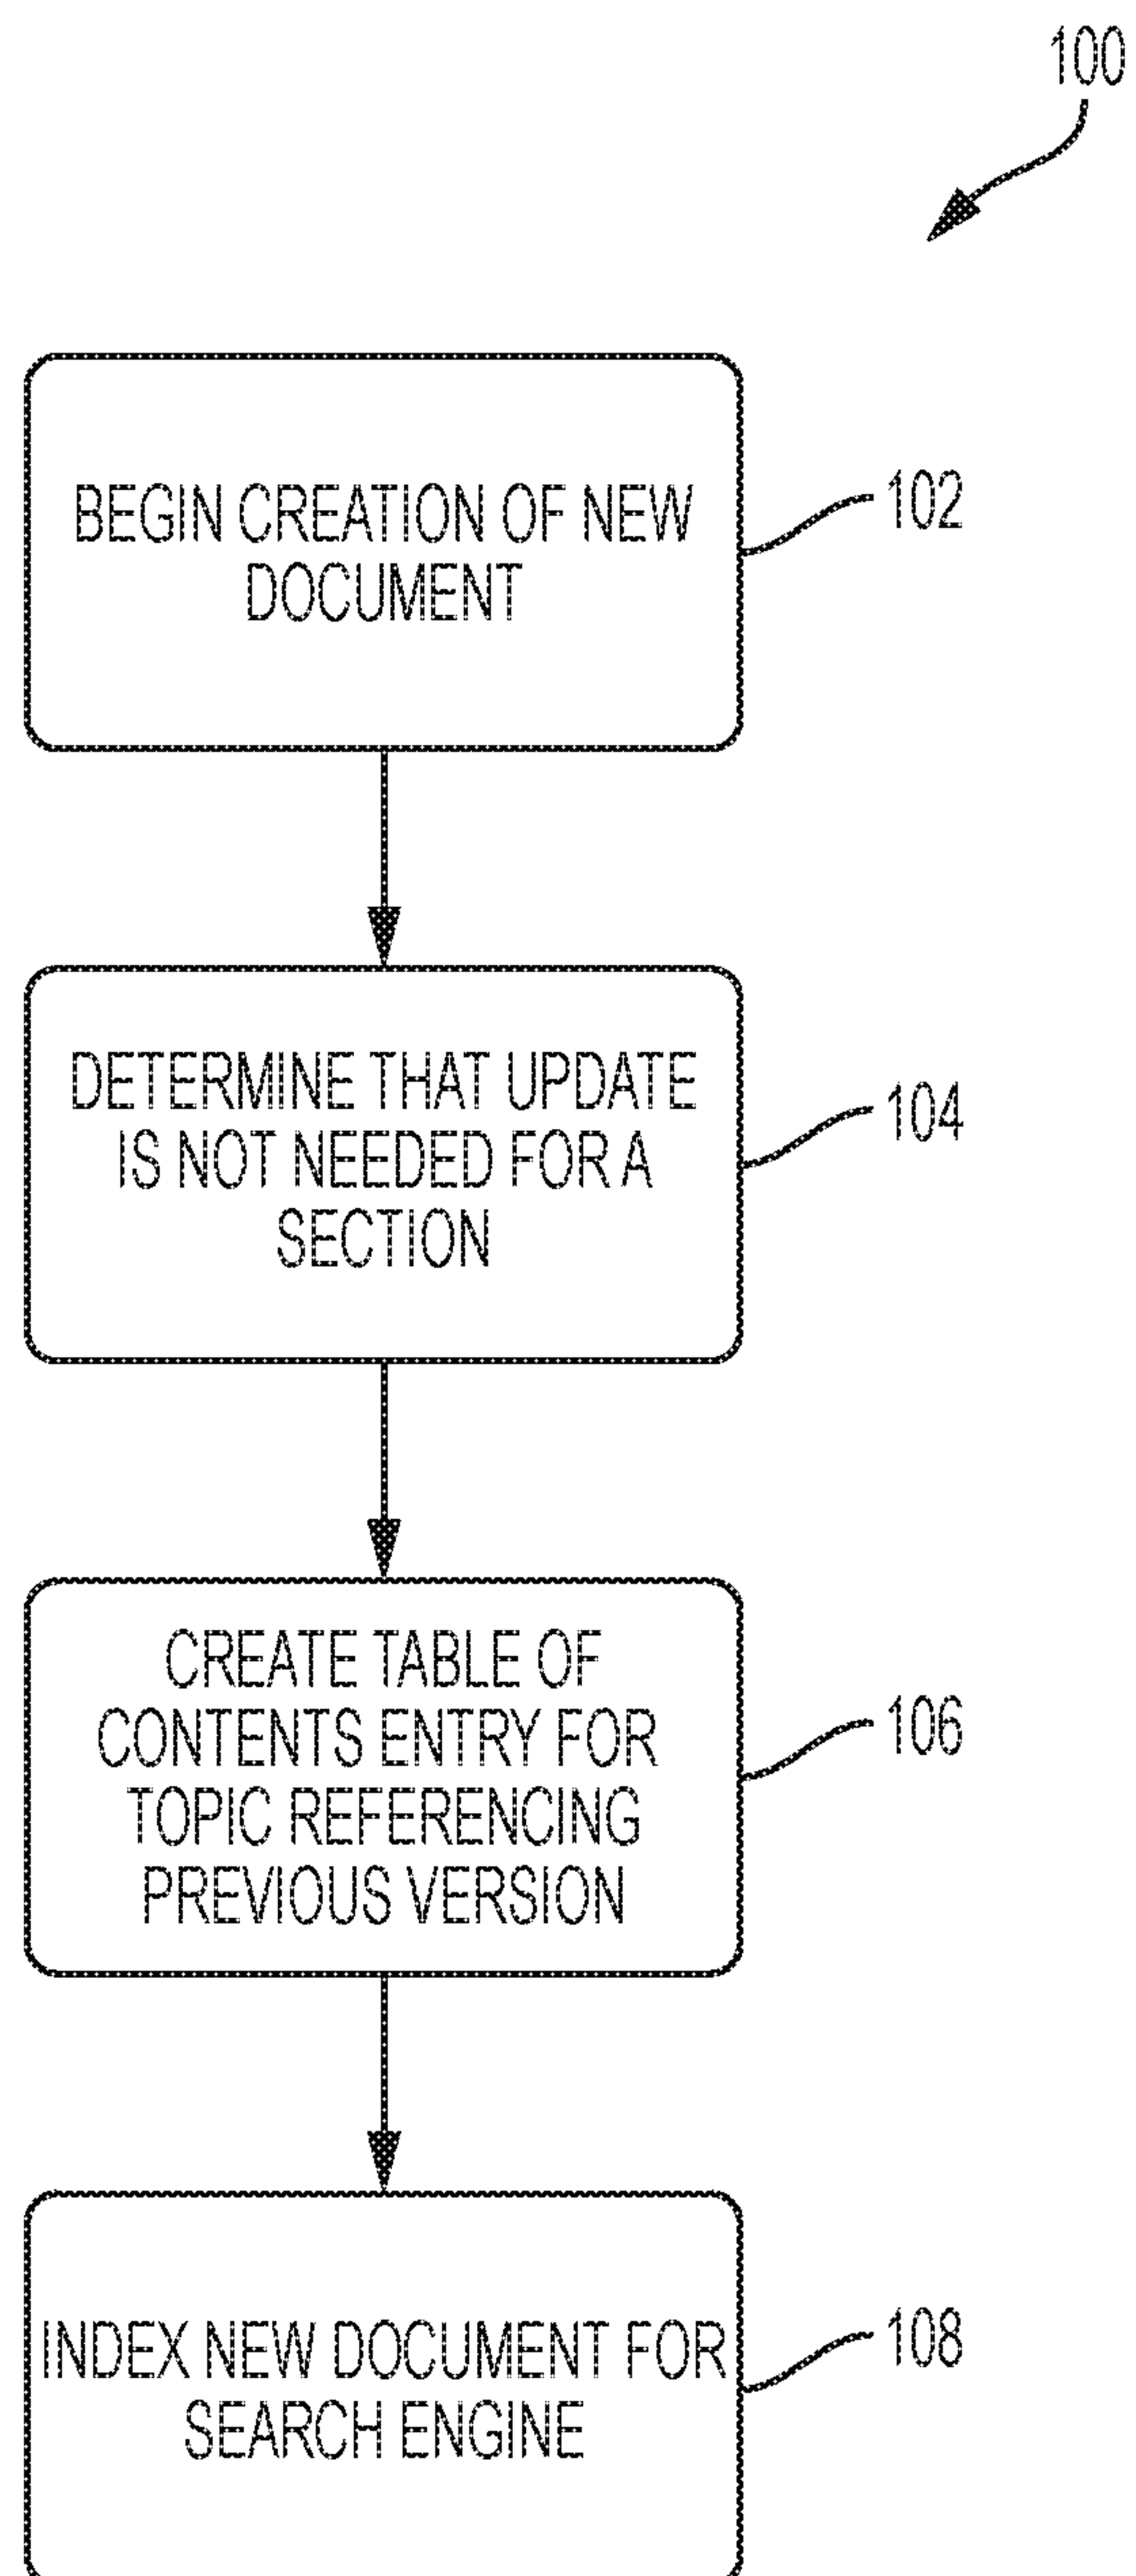 100
BEGIN CREATION OF NEW
DOCUMENT
102
DETERMINE THAT UPDATE
IS NOT NEEDED FOR A
SECTION
104
CREATE TABLE OF
CONTENTS ENTRY FOR
TOPIC REFERENCING
PREVIOUS VERSION
106
INDEX NEW DOCUMENT FOR
SEARCH ENGINE
108